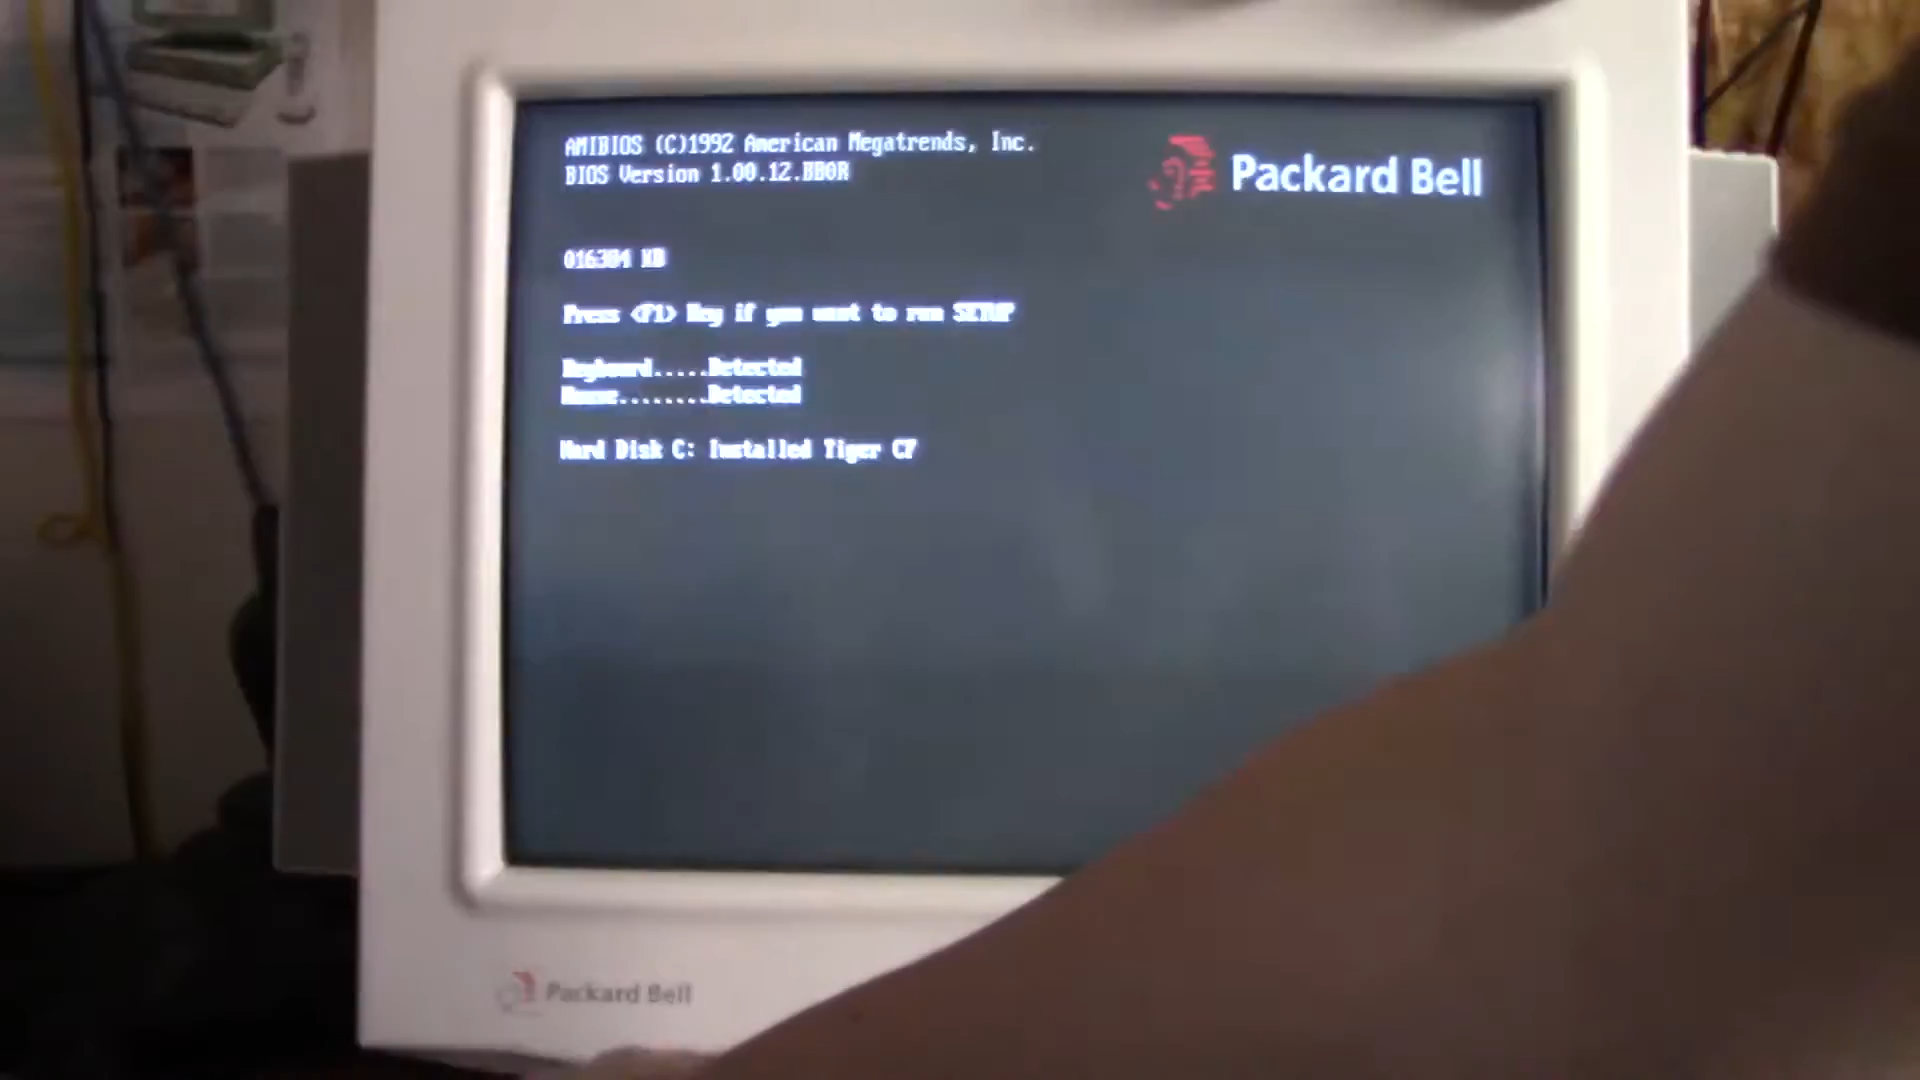 AMIBIOS (C)1992 American Megatrends, Inc.
BIOS Version 1.00.12.BB0R
Packard Bell
016384 KB
Press <F1> Key if you want to run SETUP
Keyboard.....Detected
Mouse........Detected
Hard Disk C: Installed Tiger CF
Packard Bell